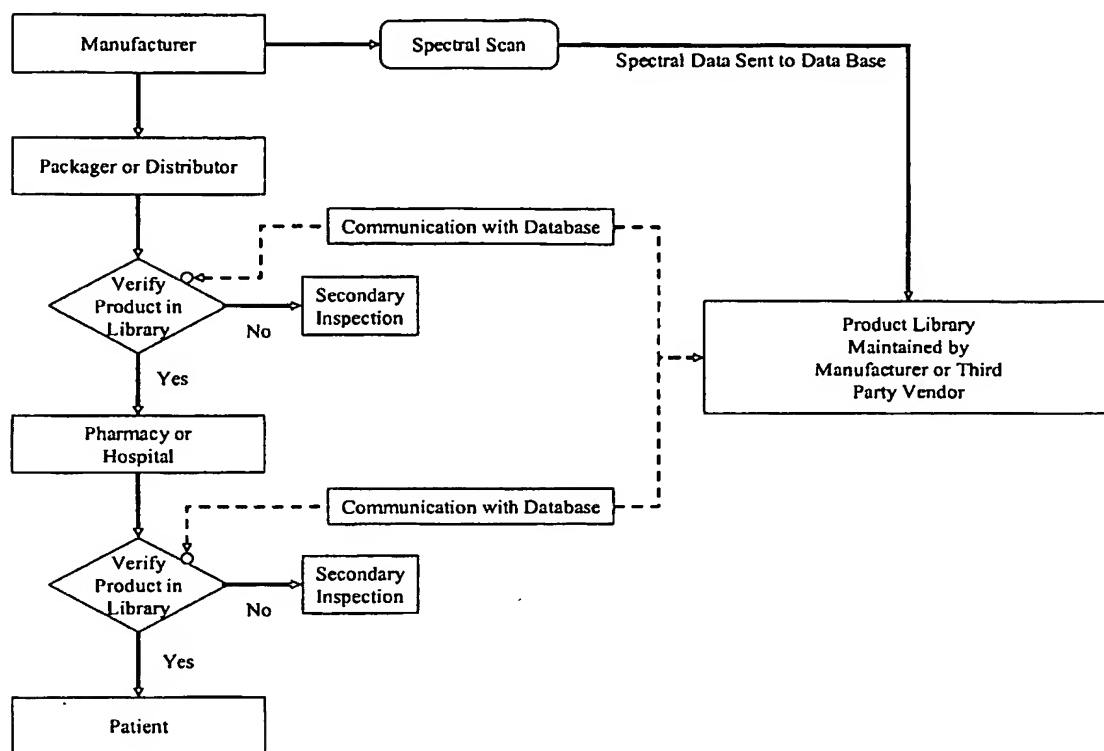 Manufacturer
Spectral Scan
Spectral Data Sent to Data Base
Packager or Distributor
Communication with Database
Verify
Product in
Library
No
Secondary
Inspection
Yes
Product Library
Maintained by
Manufacturer or Third
Party Vendor
Pharmacy or
Hospital
Communication with Database
Verify
Product in
Library
No
Secondary
Inspection
Yes
Patient